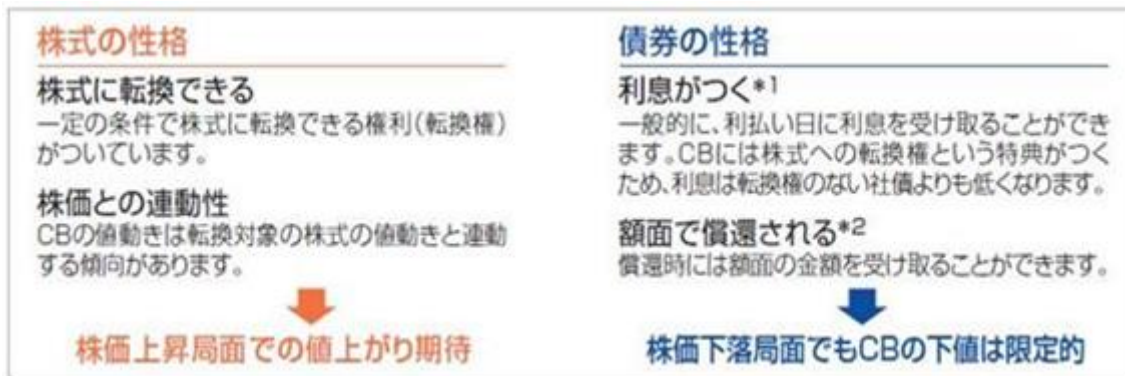 株式の性格
株式に転換できる
一定の条件で株式に転換できる権利(転換権)
がついています。
株価との連動性
CBの値動きは転換対象の株式の値動きと連動
する傾向があります。
株価上昇局面での値上がり期待
債券の性格
利息がつく*1
一般的に、利払い日に利息を受け取ることができ
ます。CBには株式への転換権という特典がつく
ため、利息は転換権のない社債よりも低くなります。
額面で償還される*2
償還時には額面の金額を受け取ることができます。
株価下落局面でもCBの下値は限定的